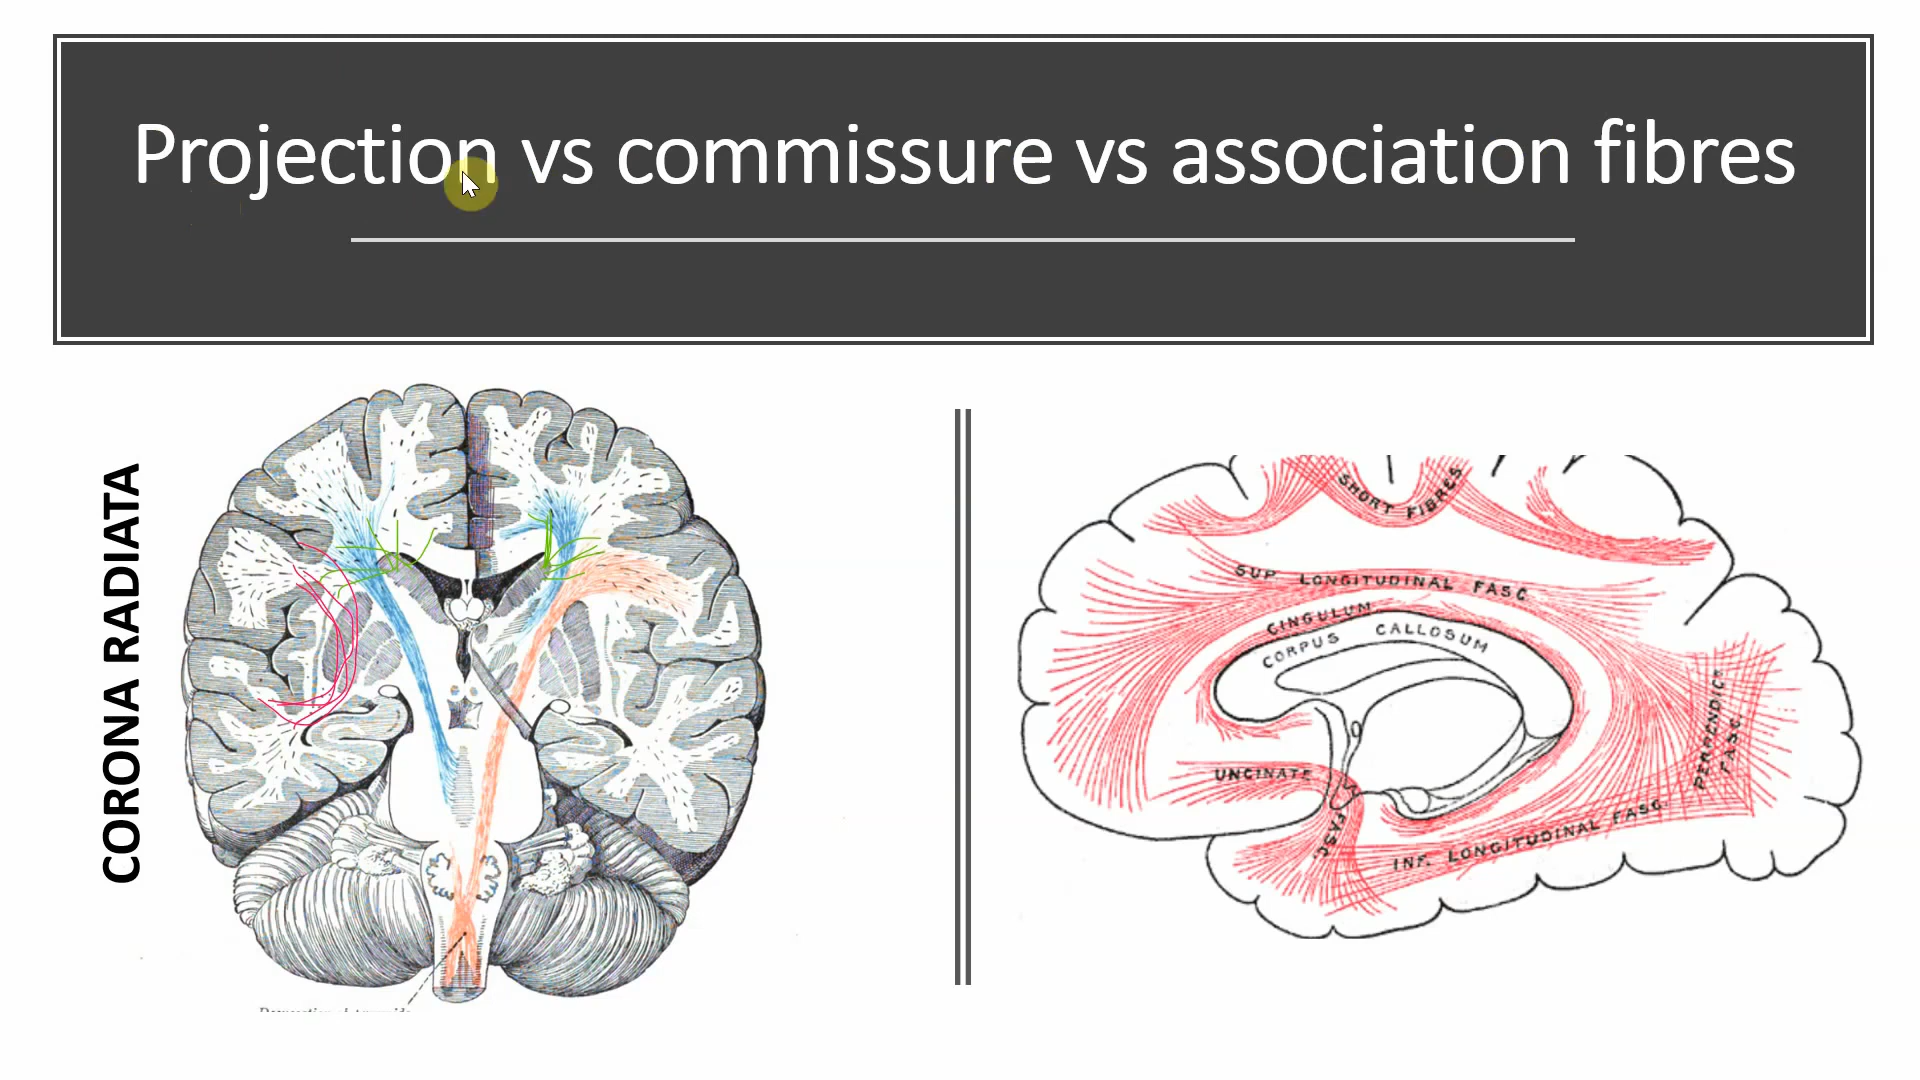 Projection vs commissure vs association fibres
CORONA RADIATA
SHORT FIBRES
SUP. LONGITUDINAL FASC
CINGULUM
CORPUS CALLOSUM
UNCINATE
FASC.
PERPENDICR
FASC.
INF. LONGITUDINAL FASC.